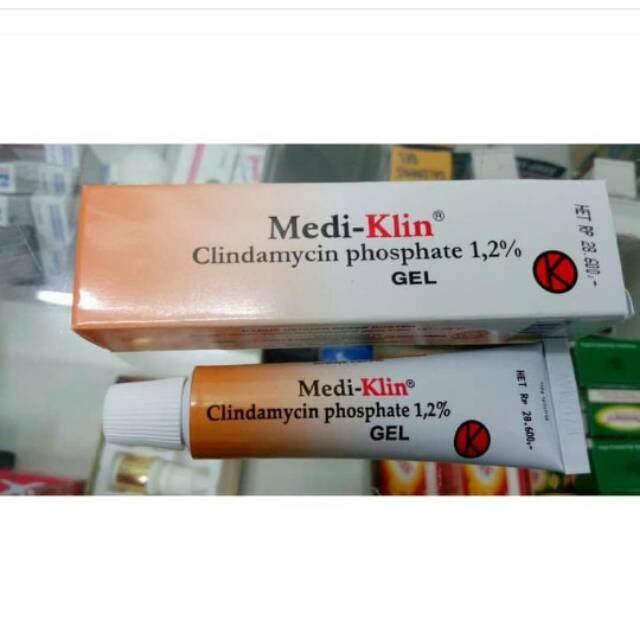 Medi-Klin®
Clindamycin phosphate 1,2%
GEL
K
HET RP 28.600,-
Medi-Klin®
Clindamycin phosphate 1,2%
GEL
K
HET Rp 28.600,-